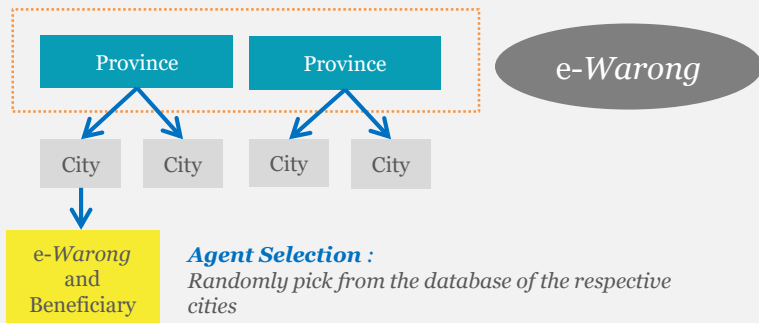 Province
Province
e-Warong
City
City
City
City
e-Warong
and
Beneficiary
Agent Selection :
Randomly pick from the database of the respective
cities